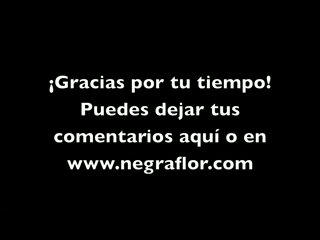 ¡Gracias por tu tiempo!
Puedes dejar tus
comentarios aquí o en
www.negraflor.com